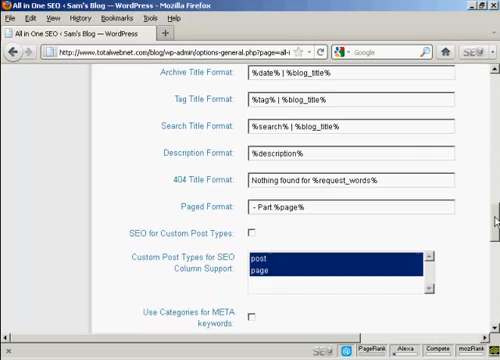 All in One SEO ‹ Sam's Blog — WordPress - Mozilla Firefox
File Edit View History Bookmarks Tools Help
All in One SEO ‹ Sam's Blog — WordPress
http://www.totalwebnet.com/blog/wp-admin/options-general.php?page=all-i
Google
SEO
Archive Title Format: %date% | %blog_title%
Tag Title Format: %tag% | %blog_title%
Search Title Format: %search% | %blog_title%
Description Format: %description%
404 Title Format: Nothing found for %request_words%
Paged Format: - Part %page%
SEO for Custom Post Types:
Custom Post Types for SEO
Column Support:
post
page
Use Categories for META
keywords:
SEO PageRank Alexa Compete mozRank